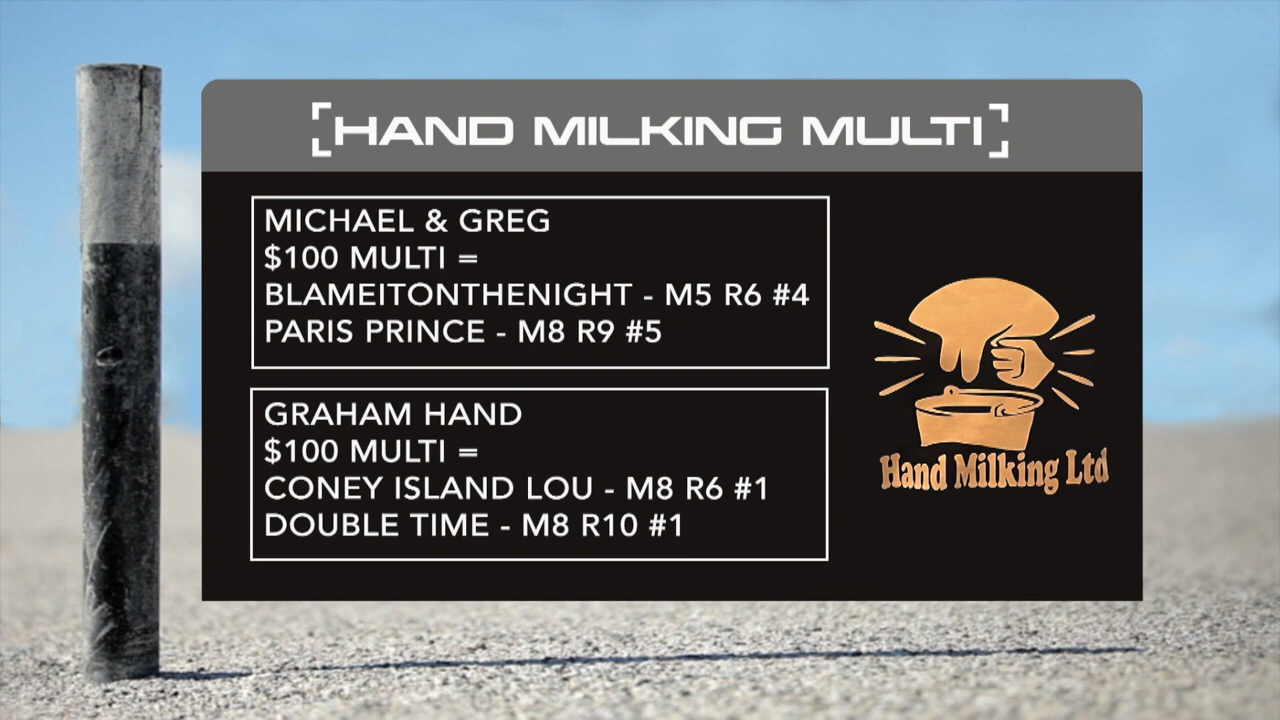 [HAND MILKING MULTI]
MICHAEL & GREG
$100 MULTI =
BLAMEITONTHENIGHT - M5 R6 #4
PARIS PRINCE - M8 R9 #5
GRAHAM HAND
$100 MULTI =
CONEY ISLAND LOU - M8 R6 #1
DOUBLE TIME - M8 R10 #1
Hand Milking Ltd